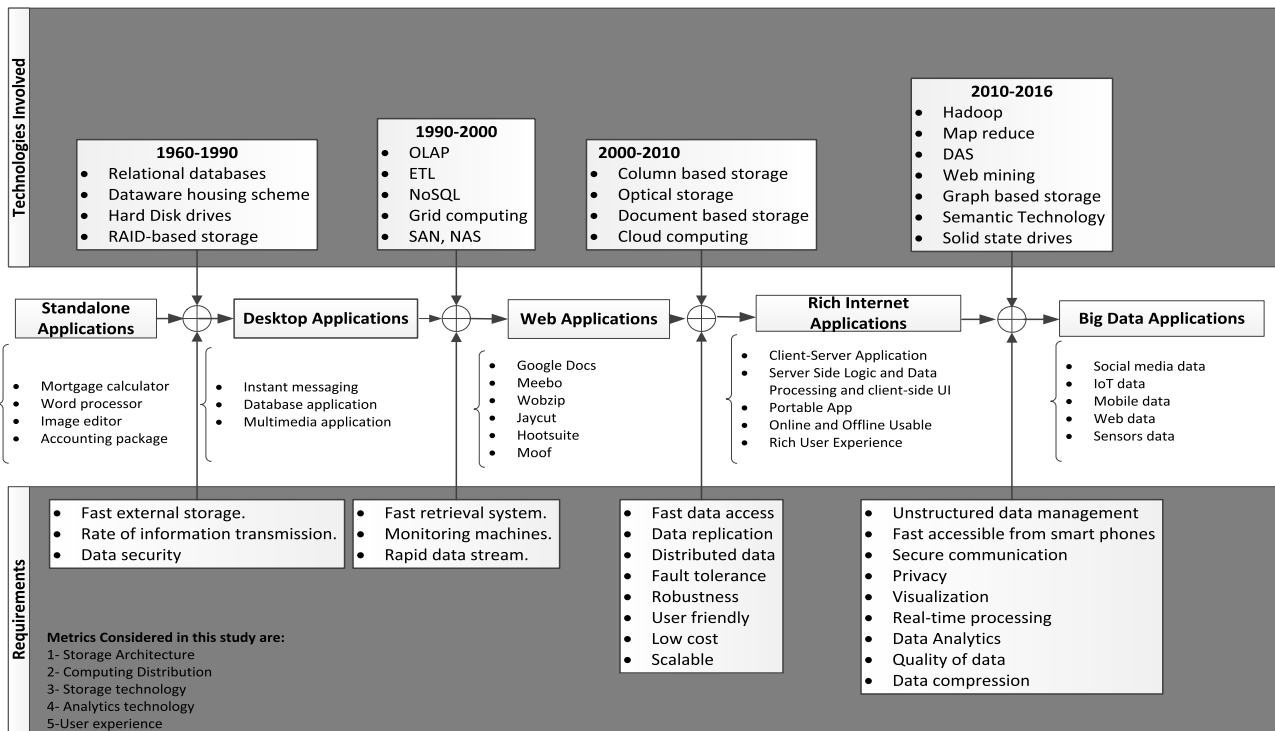 Technologies Involved
1960-1990
• Relational databases
• Dataware housing scheme
• Hard Disk drives
• RAID-based storage
1990-2000
• OLAP
• ETL
• NoSQL
• Grid computing
• SAN, NAS
2000-2010
• Column based storage
• Optical storage
• Document based storage
• Cloud computing
2010-2016
• Hadoop
• Map reduce
• DAS
• Web mining
• Graph based storage
• Semantic Technology
• Solid state drives
Standalone
Applications
Desktop Applications
Web Applications
Rich Internet
Applications
Big Data Applications
• Mortgage calculator
• Word processor
• Image editor
• Accounting package
• Instant messaging
• Database application
• Multimedia application
• Google Docs
• Meebo
• Wobzip
• Jaycut
• Hootsuite
• Moof
• Client-Server Application
• Server Side Logic and Data
Processing and client-side UI
• Portable App
• Online and Offline Usable
• Rich User Experience
• Social media data
• IoT data
• Mobile data
• Web data
• Sensors data
Requirements
• Fast external storage.
• Rate of information transmission.
• Data security
• Fast retrieval system.
• Monitoring machines.
• Rapid data stream.
• Fast data access
• Data replication
• Distributed data
• Fault tolerance
• Robustness
• User friendly
• Low cost
• Scalable
• Unstructured data management
• Fast accessible from smart phones
• Secure communication
• Privacy
• Visualization
• Real-time processing
• Data Analytics
• Quality of data
• Data compression
Metrics Considered in this study are:
1- Storage Architecture
2- Computing Distribution
3- Storage technology
4- Analytics technology
5-User experience